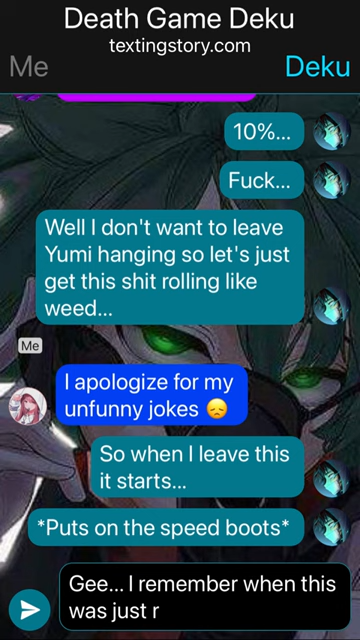 Death Game Deku
textingstory.com
Me
Deku
10%...
Fuck...
Well I don't want to leave
Yumi hanging so let's just
get this shit rolling like
weed...
Me
I apologize for my
unfunny jokes 😞
So when I leave this
it starts...
*Puts on the speed boots*
Gee... I remember when this
was just r